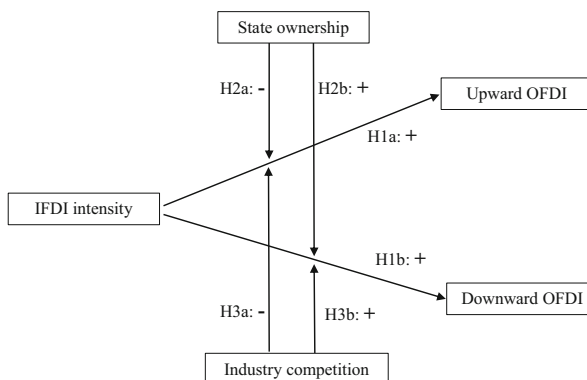 State ownership
H2a: -
H2b: +
Upward OFDI
H1a: +
IFDI intensity
H1b: +
Downward OFDI
H3a: -
H3b: +
Industry competition